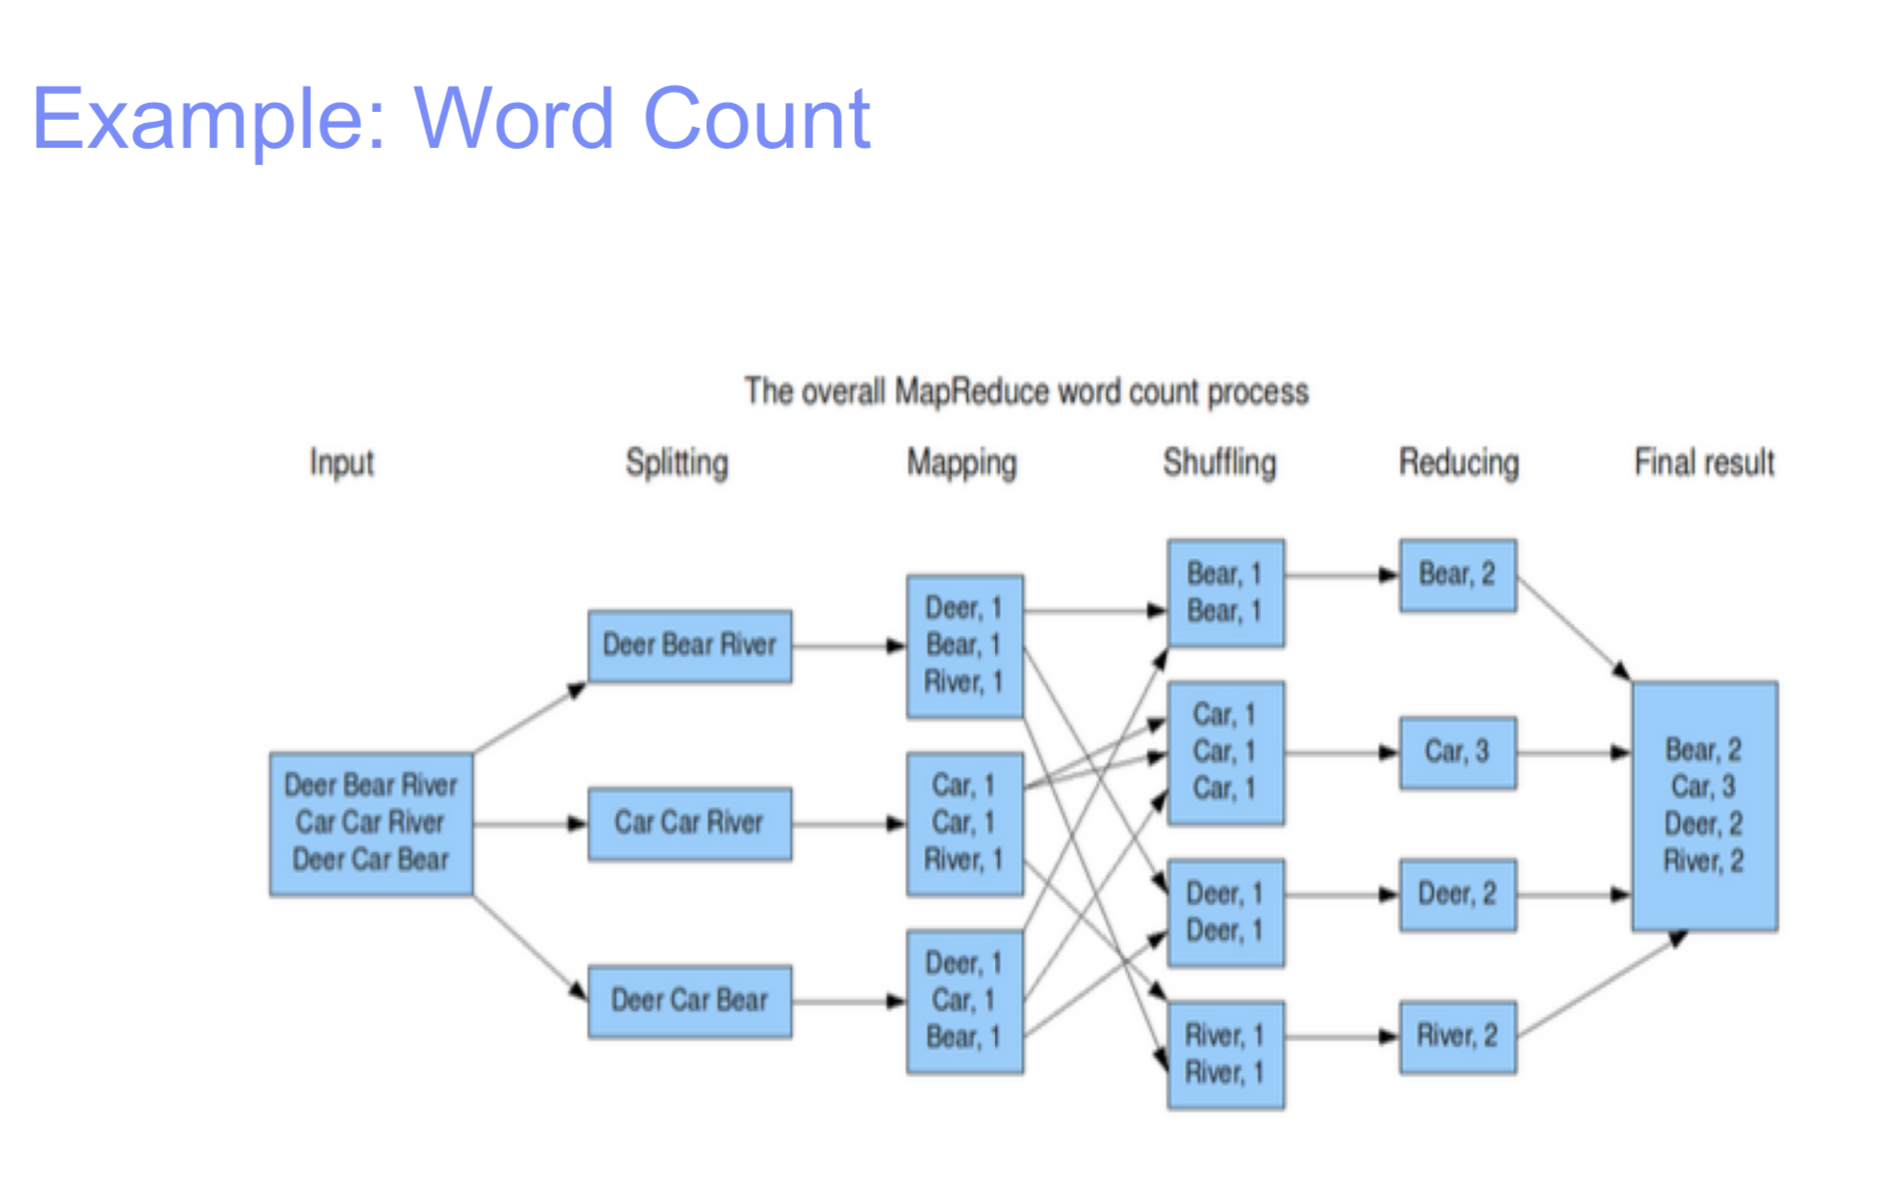 Example: Word Count
The overall MapReduce word count process
Input
Splitting
Mapping
Shuffling
Reducing
Final result
Deer Bear River
Car Car River
Deer Car Bear
Deer Bear River
Car Car River
Deer Car Bear
Deer, 1
Bear, 1
River, 1
Car, 1
Car, 1
River, 1
Deer, 1
Car, 1
Bear, 1
Bear, 1
Bear, 1
Car, 1
Car, 1
Car, 1
Deer, 1
Deer, 1
River, 1
River, 1
Bear, 2
Car, 3
Deer, 2
River, 2
Bear, 2
Car, 3
Deer, 2
River, 2